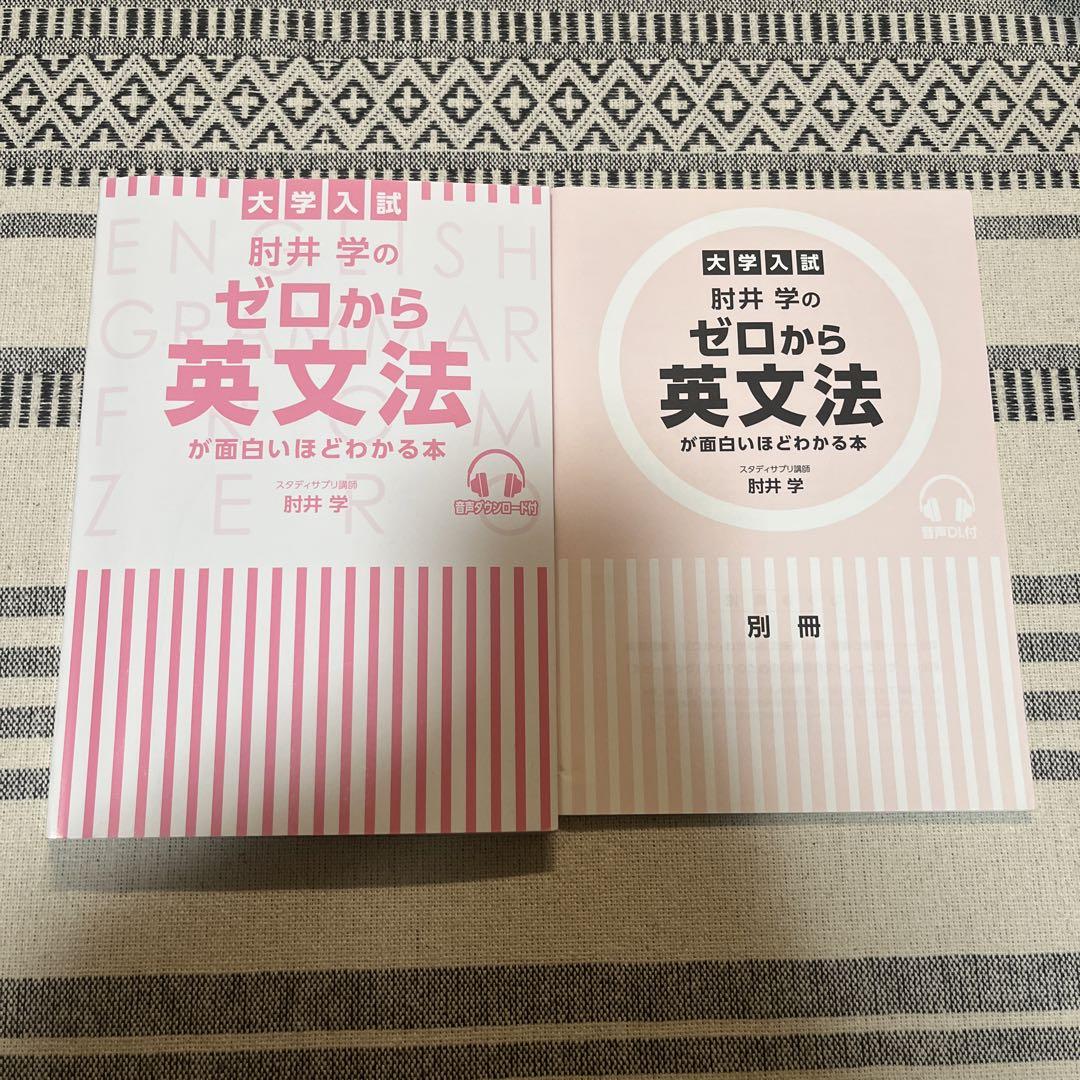 大学入試
ENGLISH
GRAMMAR
FROM
ZERO
肘井 学の
ゼロから
英文法
が面白いほどわかる本
スタディサプリ講師
肘井 学
音声ダウンロード付
大学入試
肘井 学の
ゼロから
英文法
が面白いほどわかる本
スタディサプリ講師
肘井 学
音声DL付
別 冊